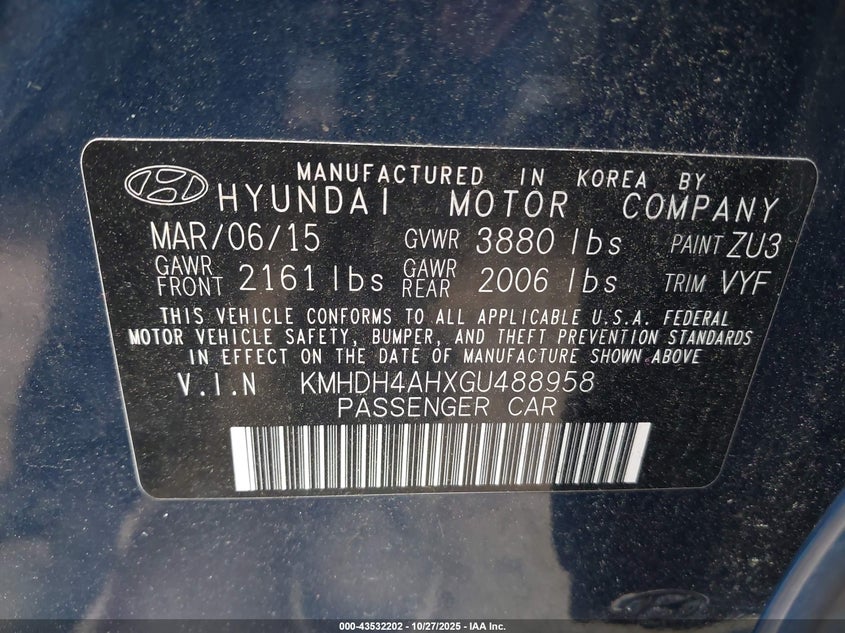 MANUFACTURED IN KOREA BY
HYUNDAI MOTOR COMPANY
MAR/06/15 GVWR 3880 lbs PAINT ZU3
GAWR FRONT 2161 lbs GAWR REAR 2006 lbs TRIM VYF
THIS VEHICLE CONFORMS TO ALL APPLICABLE U.S.A. FEDERAL
MOTOR VEHICLE SAFETY, BUMPER, AND THEFT PREVENTION STANDARDS
IN EFFECT ON THE DATE OF MANUFACTURE SHOWN ABOVE
V.I.N KMHDH4AHXGU488958
PASSENGER CAR
000-43532202 - 10/27/2025 - IAA Inc.